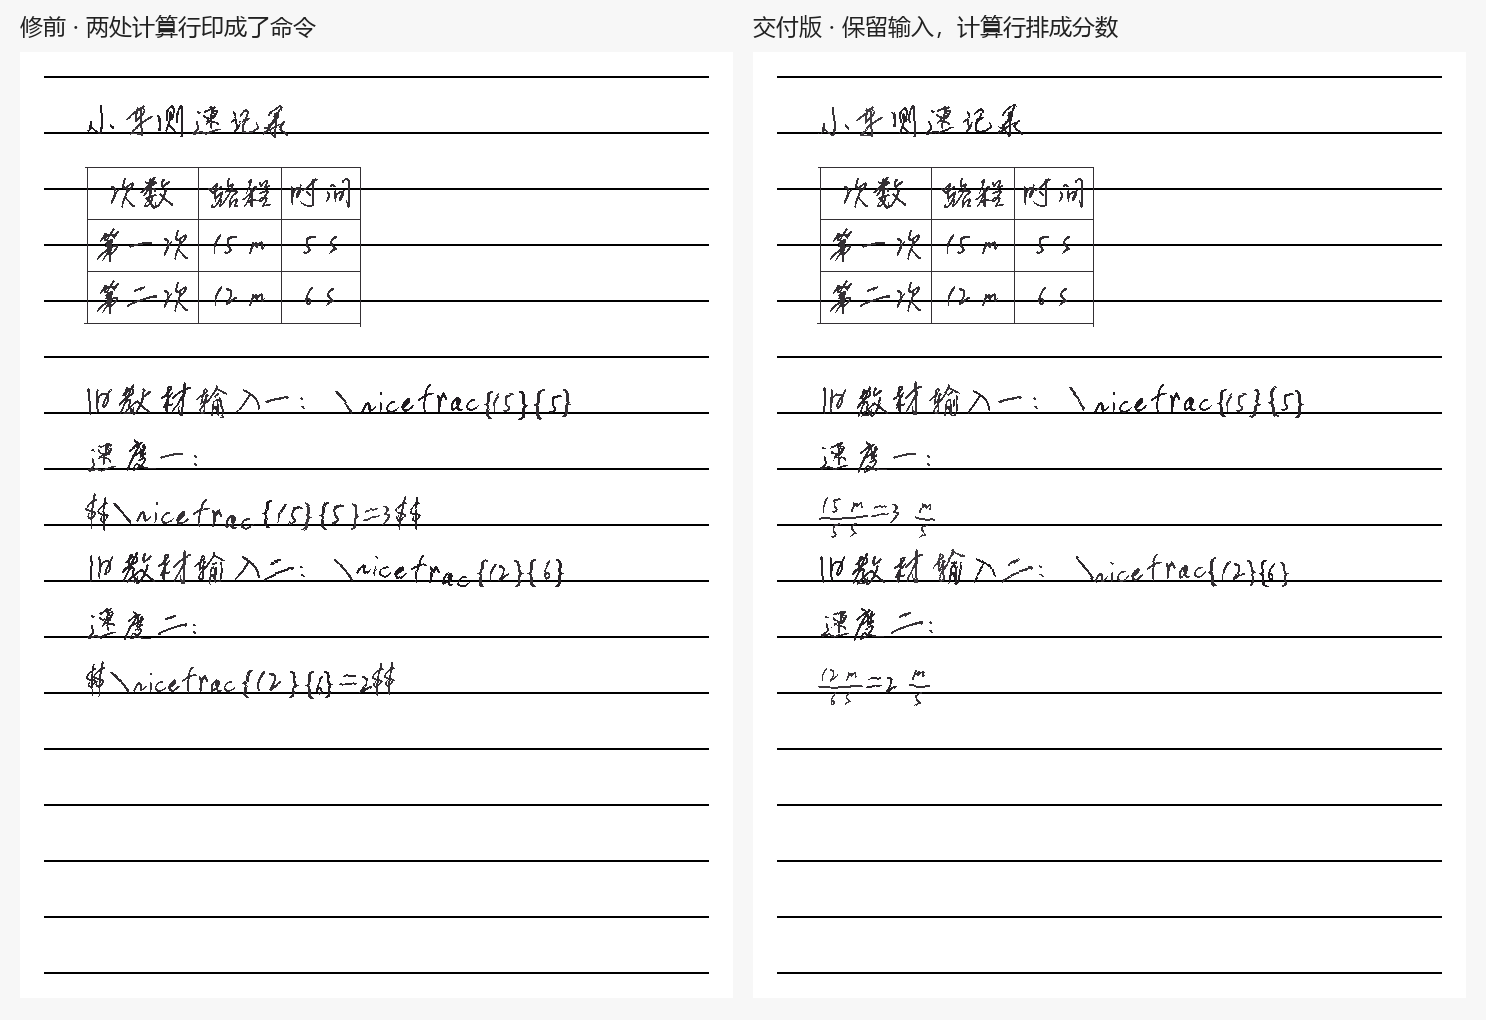 修前 · 两处计算行印成了命令
小车测速记录
次数 路程 时间
第一次 15 m 5 s
第二次 12 m 6 s
旧教材输入一: \nicefrac{15}{5}
速度一:
$$\nicefrac{15}{5}=3$$
旧教材输入二: \nicefrac{12}{6}
速度二:
$$\nicefrac{12}{6}=2$$
交付版 · 保留输入，计算行排成分数
小车测速记录
次数 路程 时间
第一次 15 m 5 s
第二次 12 m 6 s
旧教材输入一: \nicefrac{15}{5}
速度一:
15 m/5 s=3 m/s
旧教材输入二: \nicefrac{12}{6}
速度二:
12 m/6 s=2 m/s